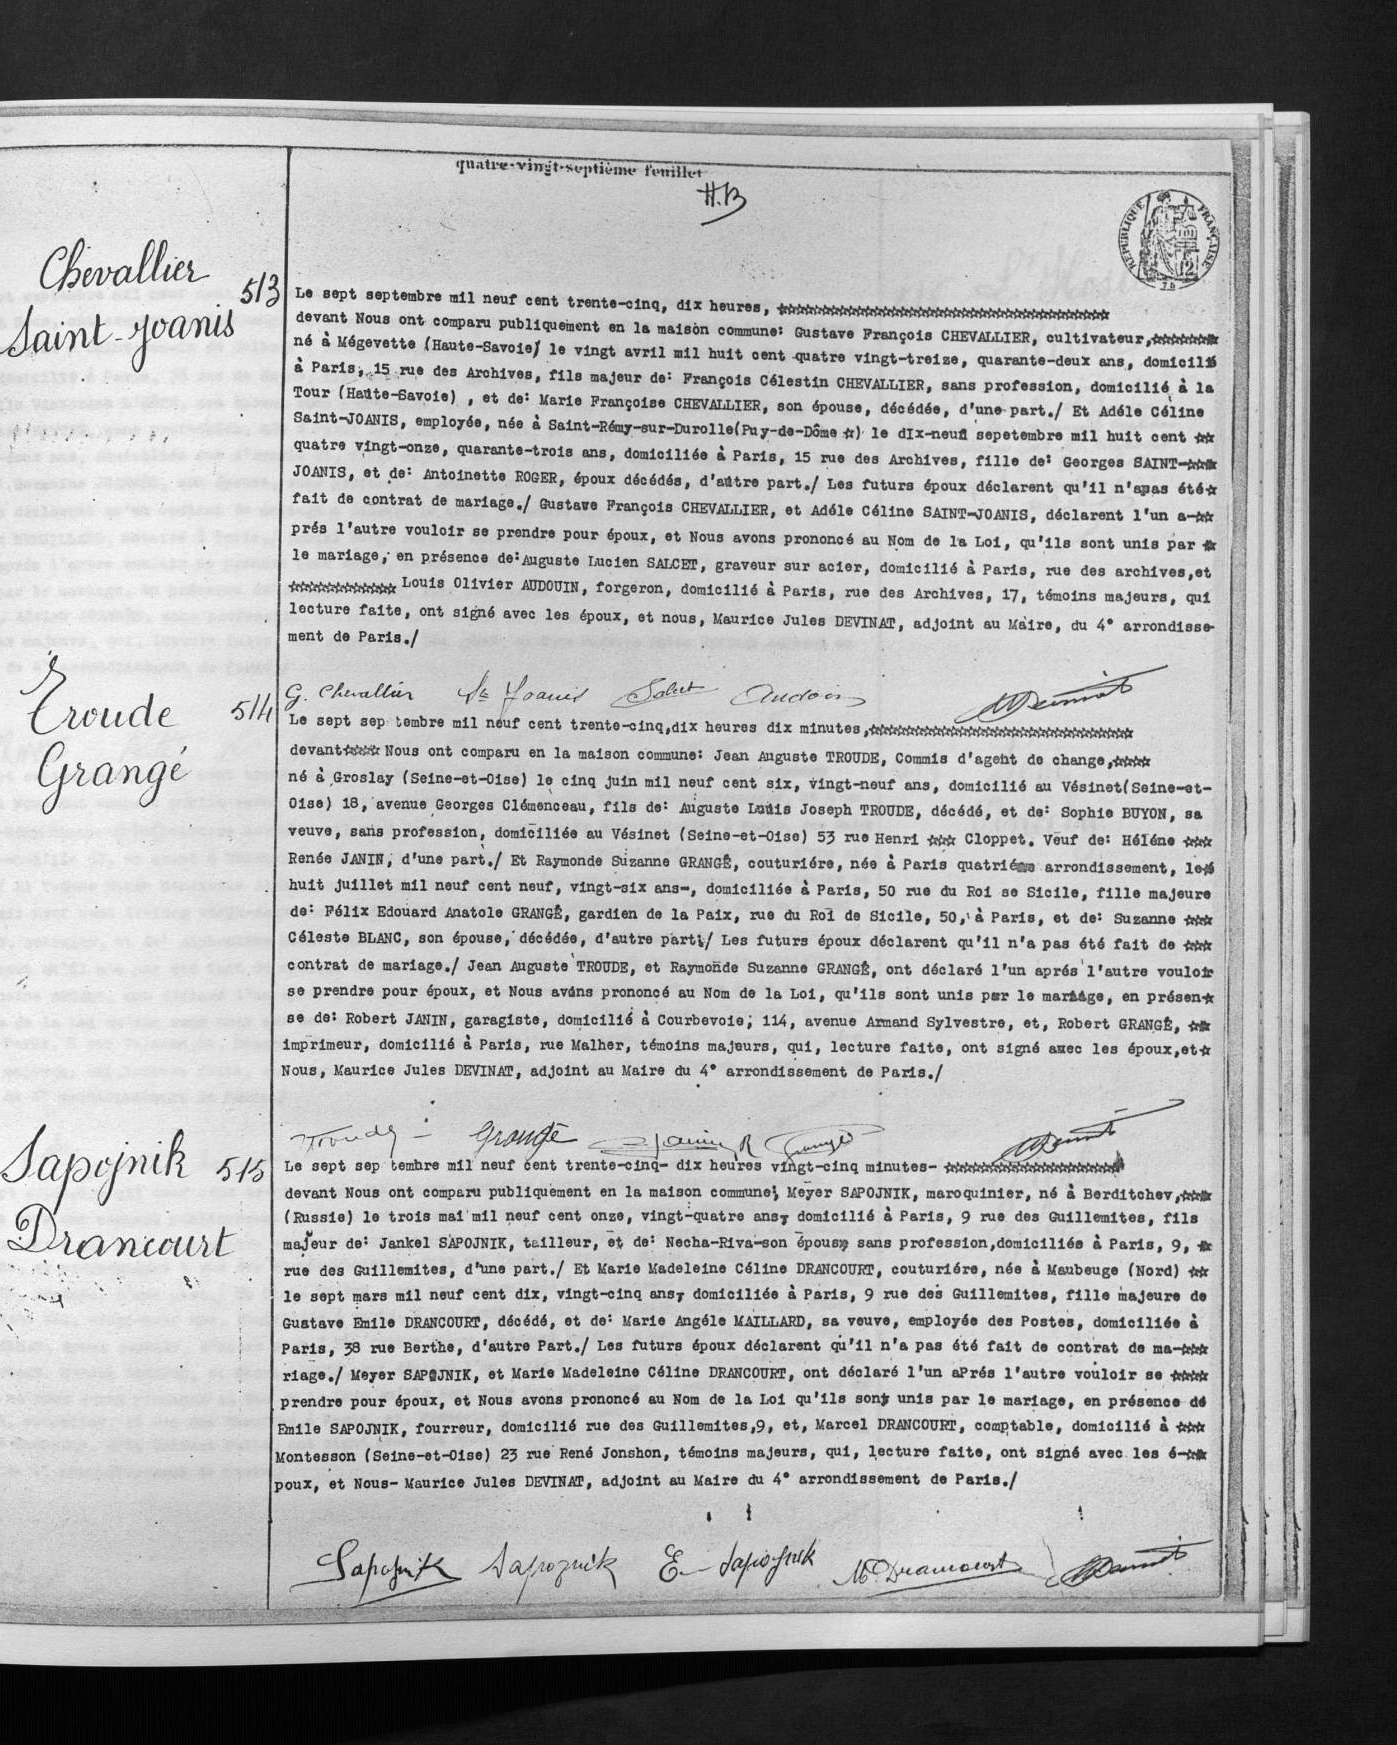 quatre-vingt-septième feuillet
H.B
RÉPUBLIQUE FRANÇAISE
Chevallier
Saint-Joanis
513
Le sept septembre mil neuf cent trente-cinq, dix heures, ☆☆☆☆☆☆☆☆☆☆☆☆☆☆☆☆☆☆☆☆☆☆☆☆☆☆☆☆☆☆☆☆
devant Nous ont comparu publiquement en la maison commune: Gustave François CHEVALLIER, cultivateur,☆☆☆☆☆☆
né à Mégevette (Haute-Savoie) le vingt avril mil huit cent quatre vingt-treize, quarante-deux ans, domicilié
à Paris, 15 rue des Archives, fils majeur de: François Célestin CHEVALLIER, sans profession, domicilié à la
Tour (Haute-Savoie) , et de: Marie Françoise CHEVALLIER, son épouse, décédée, d'une part./ Et Adéle Céline
Saint-JOANIS, employée, née à Saint-Rémy-sur-Durolle(Puy-de-Dôme ☆) le dIx-neuf sepetembre mil huit cent ☆☆
quatre vingt-onze, quarante-trois ans, domiciliée à Paris, 15 rue des Archives, fille de: Georges SAINT-☆☆☆
JOANIS, et de: Antoinette ROGER, époux décédés, d'autre part./ Les futurs époux déclarent qu'il n'apas été☆
fait de contrat de mariage./ Gustave François CHEVALLIER, et Adéle Céline SAINT-JOANIS, déclarent l'un a-☆☆
prés l'autre vouloir se prendre pour époux, et Nous avons prononcé au Nom de la Loi, qu'ils sont unis par ☆
le mariage, en présence de:Auguste Lucien SALCET, graveur sur acier, domicilié à Paris, rue des archives,et
☆☆☆☆☆☆☆☆☆☆☆ Louis Olivier AUDOUIN, forgeron, domicilié à Paris, rue des Archives, 17, témoins majeurs, qui
lecture faite, ont signé avec les époux, et nous, Maurice Jules DEVINAT, adjoint au Maire, du 4° arrondisse-
ment de Paris./
G. Chevallier St Joanis Salcet Audouin MDevinat
Troude
Grangé
514
Le sept sep tembre mil neuf cent trente-cinq,dix heures dix minutes,☆☆☆☆☆☆☆☆☆☆☆☆☆☆☆☆☆☆☆☆☆☆☆☆☆
devant☆☆☆☆ Nous ont comparu en la maison commune: Jean Auguste TROUDE, Commis d'agent de change,☆☆☆☆
né à Groslay (Seine-et-Oise) le cinq juin mil neuf cent six, vingt-neuf ans, domicilié au Vésinet(Seine-et-
Oise) 18, avenue Georges Clémenceau, fils de: Auguste Louis Joseph TROUDE, décédé, et de: Sophie BUYON, sa
veuve, sans profession, domiciliée au Vésinet (Seine-et-Oise) 53 rue Henri ☆☆☆ Cloppet. Veuf de: Héléne ☆☆☆
Renée JANIN, d'une part./ Et Raymonde Suzanne GRANGÉ, couturiére, née à Paris quatriéme arrondissement, le☆
huit juillet mil neuf cent neuf, vingt-six ans-, domiciliée à Paris, 50 rue du Roi se Sicile, fille majeure
de: Félix Edouard Anatole GRANGÉ, gardien de la Paix, rue du Roi de Sicile, 50, à Paris, et de: Suzanne ☆☆☆
Céleste BLANC, son épouse, décédée, d'autre part;/ Les futurs époux déclarent qu'il n'a pas été fait de ☆☆☆
contrat de mariage./ Jean Auguste TROUDE, et Raymonde Suzanne GRANGÉ, ont déclaré l'un aprés l'autre vouloir
se prendre pour époux, et Nous avons prononcé au Nom de la Loi, qu'ils sont unis par le mariage, en présen☆
se de: Robert JANIN, garagiste, domicilié à Courbevoie; 114, avenue Armand Sylvestre, et, Robert GRANGÉ, ☆☆
imprimeur, domicilié à Paris, rue Malher, témoins majeurs, qui, lecture faite, ont signé avec les époux,et☆
Nous, Maurice Jules DEVINAT, adjoint au Maire du 4° arrondissement de Paris./
Troude Grangé Janin R Grangé MDevinat
Sapojnik
Drancourt
515
Le sept sep tembre mil neuf cent trente-cinq- dix heures vingt-cinq minutes- ☆☆☆☆☆☆☆☆☆☆☆☆☆☆☆☆☆
devant Nous ont comparu publiquement en la maison commune; Meyer SAPOJNIK, maroquinier, né à Berditchev,☆☆☆
(Russie) le trois mai mil neuf cent onze, vingt-quatre ans, domicilié à Paris, 9 rue des Guillemites, fils
majeur de: Jankel SAPOJNIK, tailleur, et de: Necha-Riva-son épouse, sans profession,domiciliés à Paris, 9, ☆
rue des Guillemites, d'une part./ Et Marie Madeleine Céline DRANCOURT, couturiére, née à Maubeuge (Nord) ☆☆
le sept mars mil neuf cent dix, vingt-cinq ans, domiciliée à Paris, 9 rue des Guillemites, fille majeure de
Gustave Emile DRANCOURT, décédé, et de: Marie Angéle MAILLARD, sa veuve, employée des Postes, domiciliée à
Paris, 38 rue Berthe, d'autre Part./ Les futurs époux déclarent qu'il n'a pas été fait de contrat de ma-☆☆☆
riage./ Meyer SAPOJNIK, et Marie Madeleine Céline DRANCOURT, ont déclaré l'un aPrés l'autre vouloir se ☆☆☆☆
prendre pour époux, et Nous avons prononcé au Nom de la Loi qu'ils sont unis par le mariage, en présence de
Emile SAPOJNIK, fourreur, domicilié rue des Guillemites,9, et, Marcel DRANCOURT, comptable, domicilié à ☆☆☆
Montesson (Seine-et-Oise) 23 rue René Jonshon, témoins majeurs, qui, lecture faite, ont signé avec les é-☆☆
poux, et Nous- Maurice Jules DEVINAT, adjoint au Maire du 4° arrondissement de Paris./
Sapojnik Sapoznik E. Sapojnik M. Drancourt MDevinat